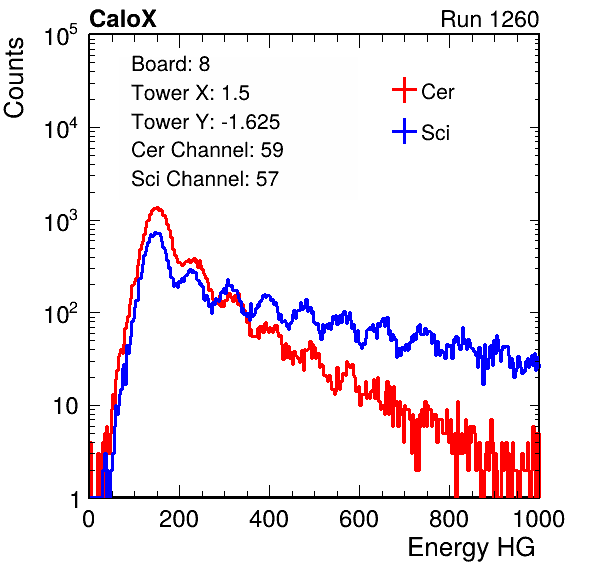 CaloX Run 1260
Counts
10^5
10^4
10^3
10^2
10
1
Board: 8
Tower X: 1.5
Tower Y: -1.625
Cer Channel: 59
Sci Channel: 57
Cer
Sci
0 200 400 600 800 1000
Energy HG